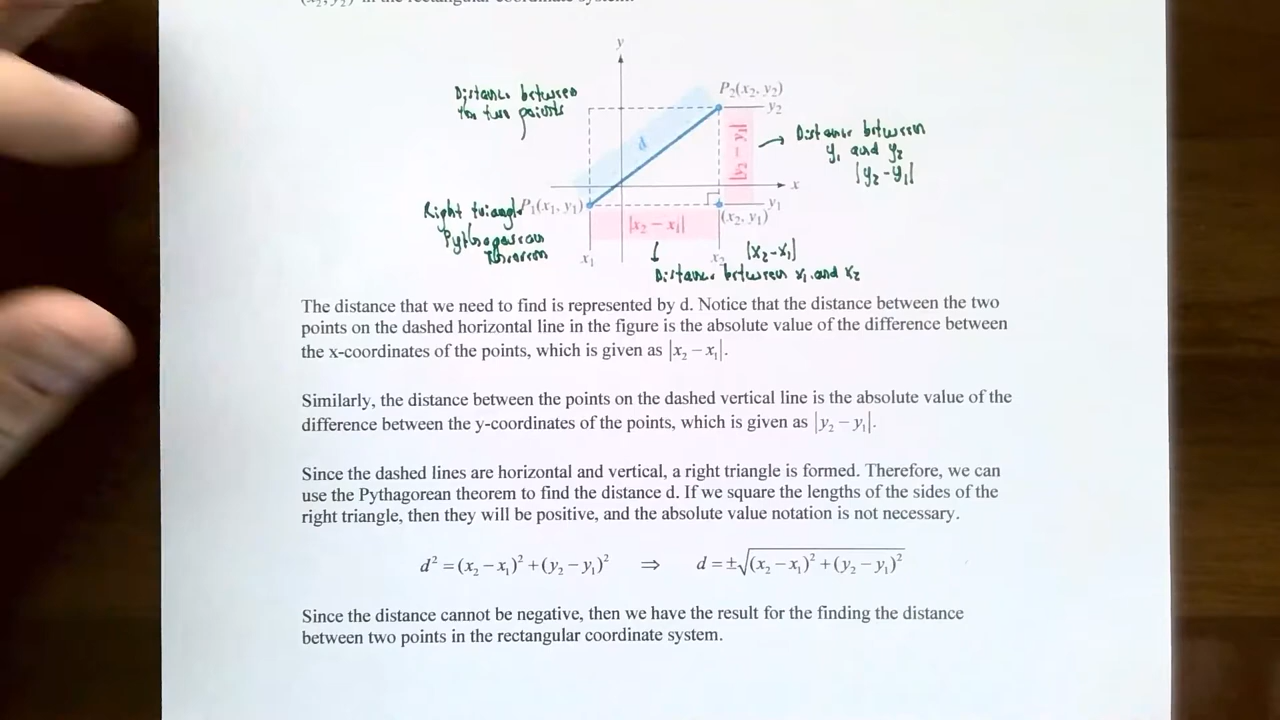 in the rectangular coordinate system.
y
Distance between
the two points
P₂(x₂, y₂)
y₂
d
|y₂ − y₁|
Distance between
y₁ and y₂
|y₂-y₁|
x
Right triangle
P₁(x₁, y₁)
y₁
(x₂, y₁)
|x₂ − x₁|
Pythagorean
Theorem
x₁
x₂
|x₂-x₁|
Distance between x₁ and x₂
The distance that we need to find is represented by d. Notice that the distance between the two
points on the dashed horizontal line in the figure is the absolute value of the difference between
the x-coordinates of the points, which is given as |x₂ − x₁|.
Similarly, the distance between the points on the dashed vertical line is the absolute value of the
difference between the y-coordinates of the points, which is given as |y₂ − y₁|.
Since the dashed lines are horizontal and vertical, a right triangle is formed. Therefore, we can
use the Pythagorean theorem to find the distance d. If we square the lengths of the sides of the
right triangle, then they will be positive, and the absolute value notation is not necessary.
d² = (x₂ − x₁)² + (y₂ − y₁)² ⇒ d = ±√(x₂ − x₁)² + (y₂ − y₁)²
Since the distance cannot be negative, then we have the result for the finding the distance
between two points in the rectangular coordinate system.